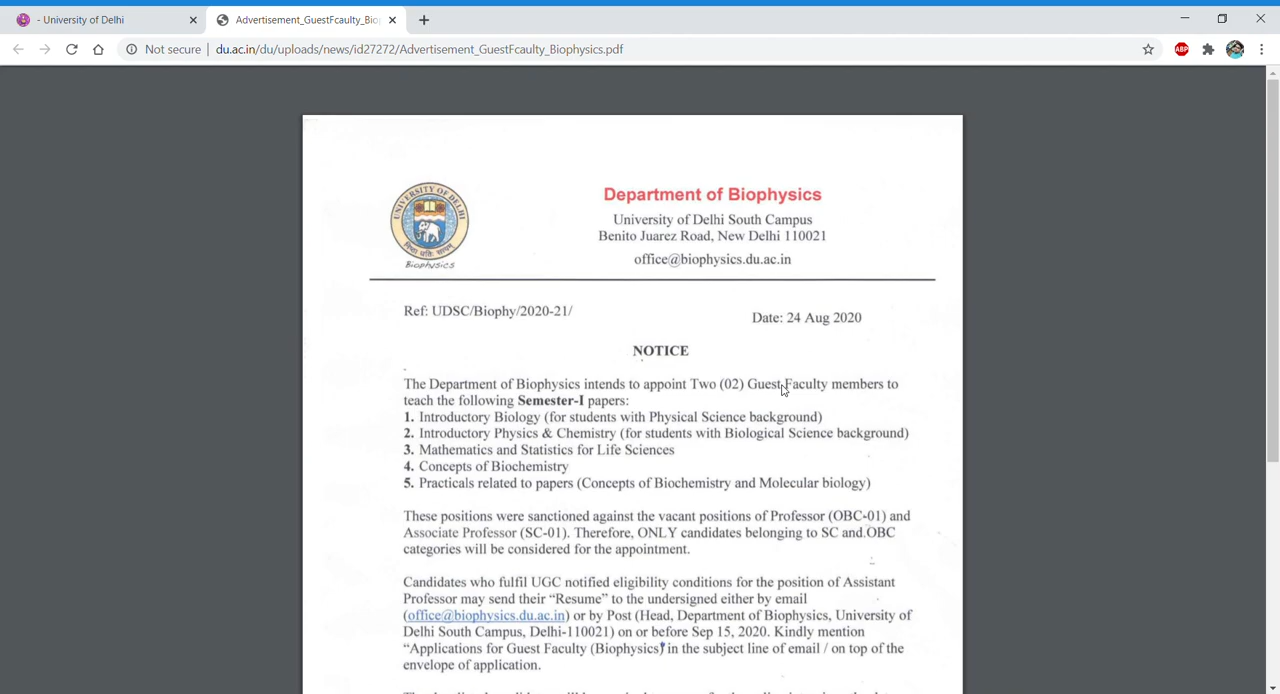 - University of Delhi
Advertisement_GuestFcaulty_Bio
Not secure
du.ac.in/du/uploads/news/id27272/Advertisement_GuestFcaulty_Biophysics.pdf
ABP
UNIVERSITY OF DELHI
Biophysics
Department of Biophysics
University of Delhi South Campus
Benito Juarez Road, New Delhi 110021
office@biophysics.du.ac.in
Ref: UDSC/Biophy/2020-21/
Date: 24 Aug 2020
NOTICE
The Department of Biophysics intends to appoint Two (02) Guest Faculty members to
teach the following Semester-I papers:
1. Introductory Biology (for students with Physical Science background)
2. Introductory Physics & Chemistry (for students with Biological Science background)
3. Mathematics and Statistics for Life Sciences
4. Concepts of Biochemistry
5. Practicals related to papers (Concepts of Biochemistry and Molecular biology)
These positions were sanctioned against the vacant positions of Professor (OBC-01) and
Associate Professor (SC-01). Therefore, ONLY candidates belonging to SC and OBC
categories will be considered for the appointment.
Candidates who fulfil UGC notified eligibility conditions for the position of Assistant
Professor may send their “Resume” to the undersigned either by email
(office@biophysics.du.ac.in) or by Post (Head, Department of Biophysics, University of
Delhi South Campus, Delhi-110021) on or before Sep 15, 2020. Kindly mention
“Applications for Guest Faculty (Biophysics)” in the subject line of email / on top of the
envelope of application.